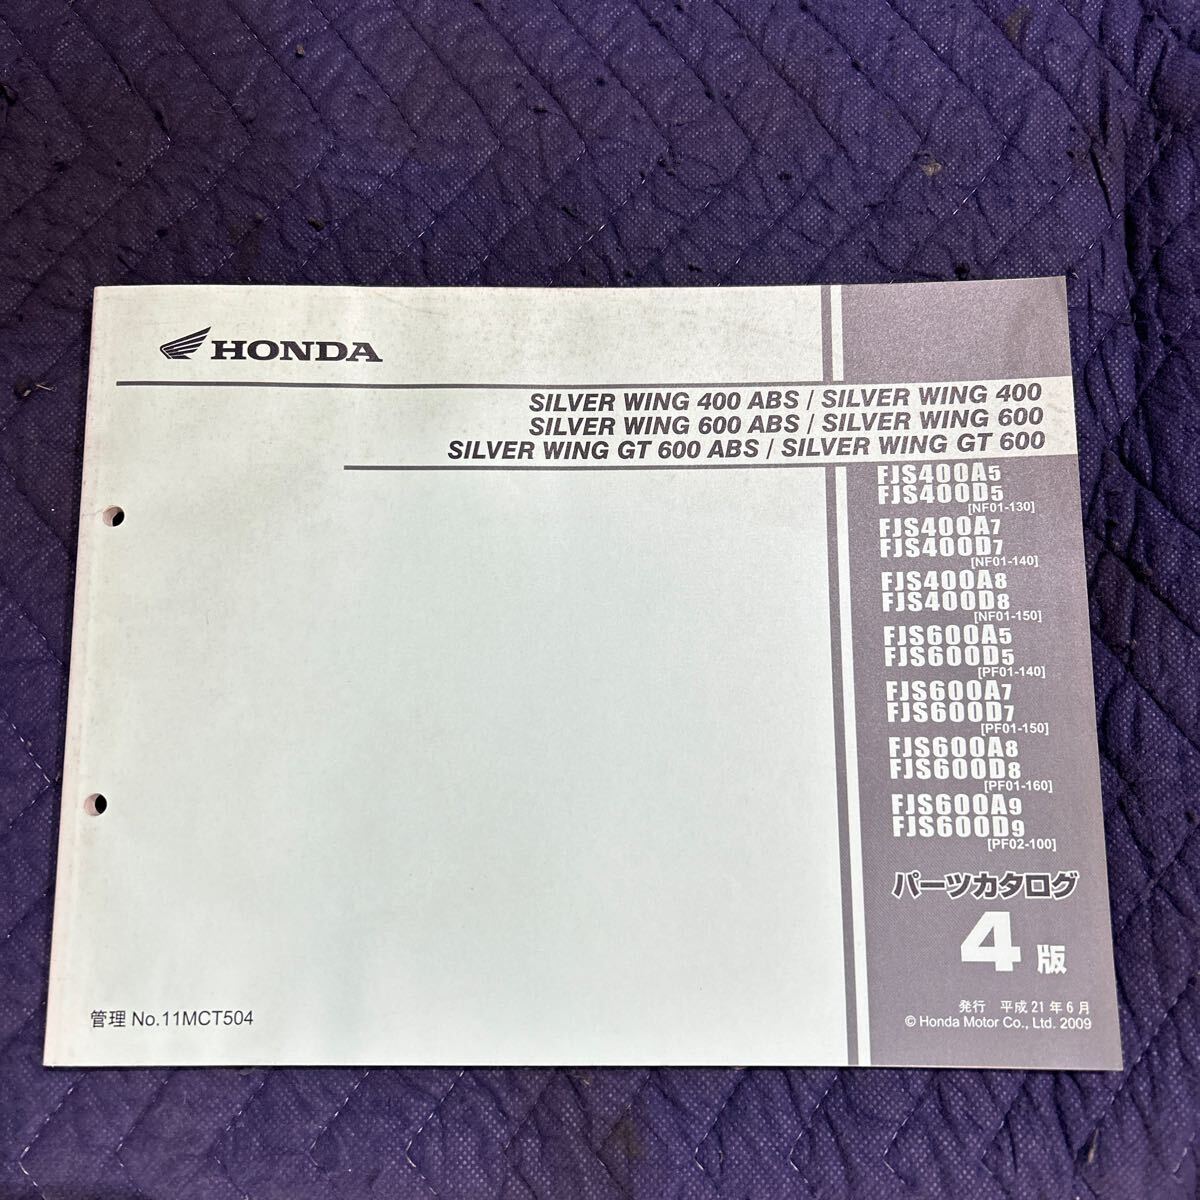 HONDA
SILVER WING 400 ABS / SILVER WING 400
SILVER WING 600 ABS / SILVER WING 600
SILVER WING GT 600 ABS / SILVER WING GT 600
FJS400A5
FJS400D5
[NF01-130]
FJS400A7
FJS400D7
[NF01-140]
FJS400A8
FJS400D8
[NF01-150]
FJS600A5
FJS600D5
[PF01-140]
FJS600A7
FJS600D7
[PF01-150]
FJS600A8
FJS600D8
[PF01-160]
FJS600A9
FJS600D9
[PF02-100]
パーツカタログ
4版
発行 平成21年6月
© Honda Motor Co., Ltd. 2009
管理 No.11MCT504